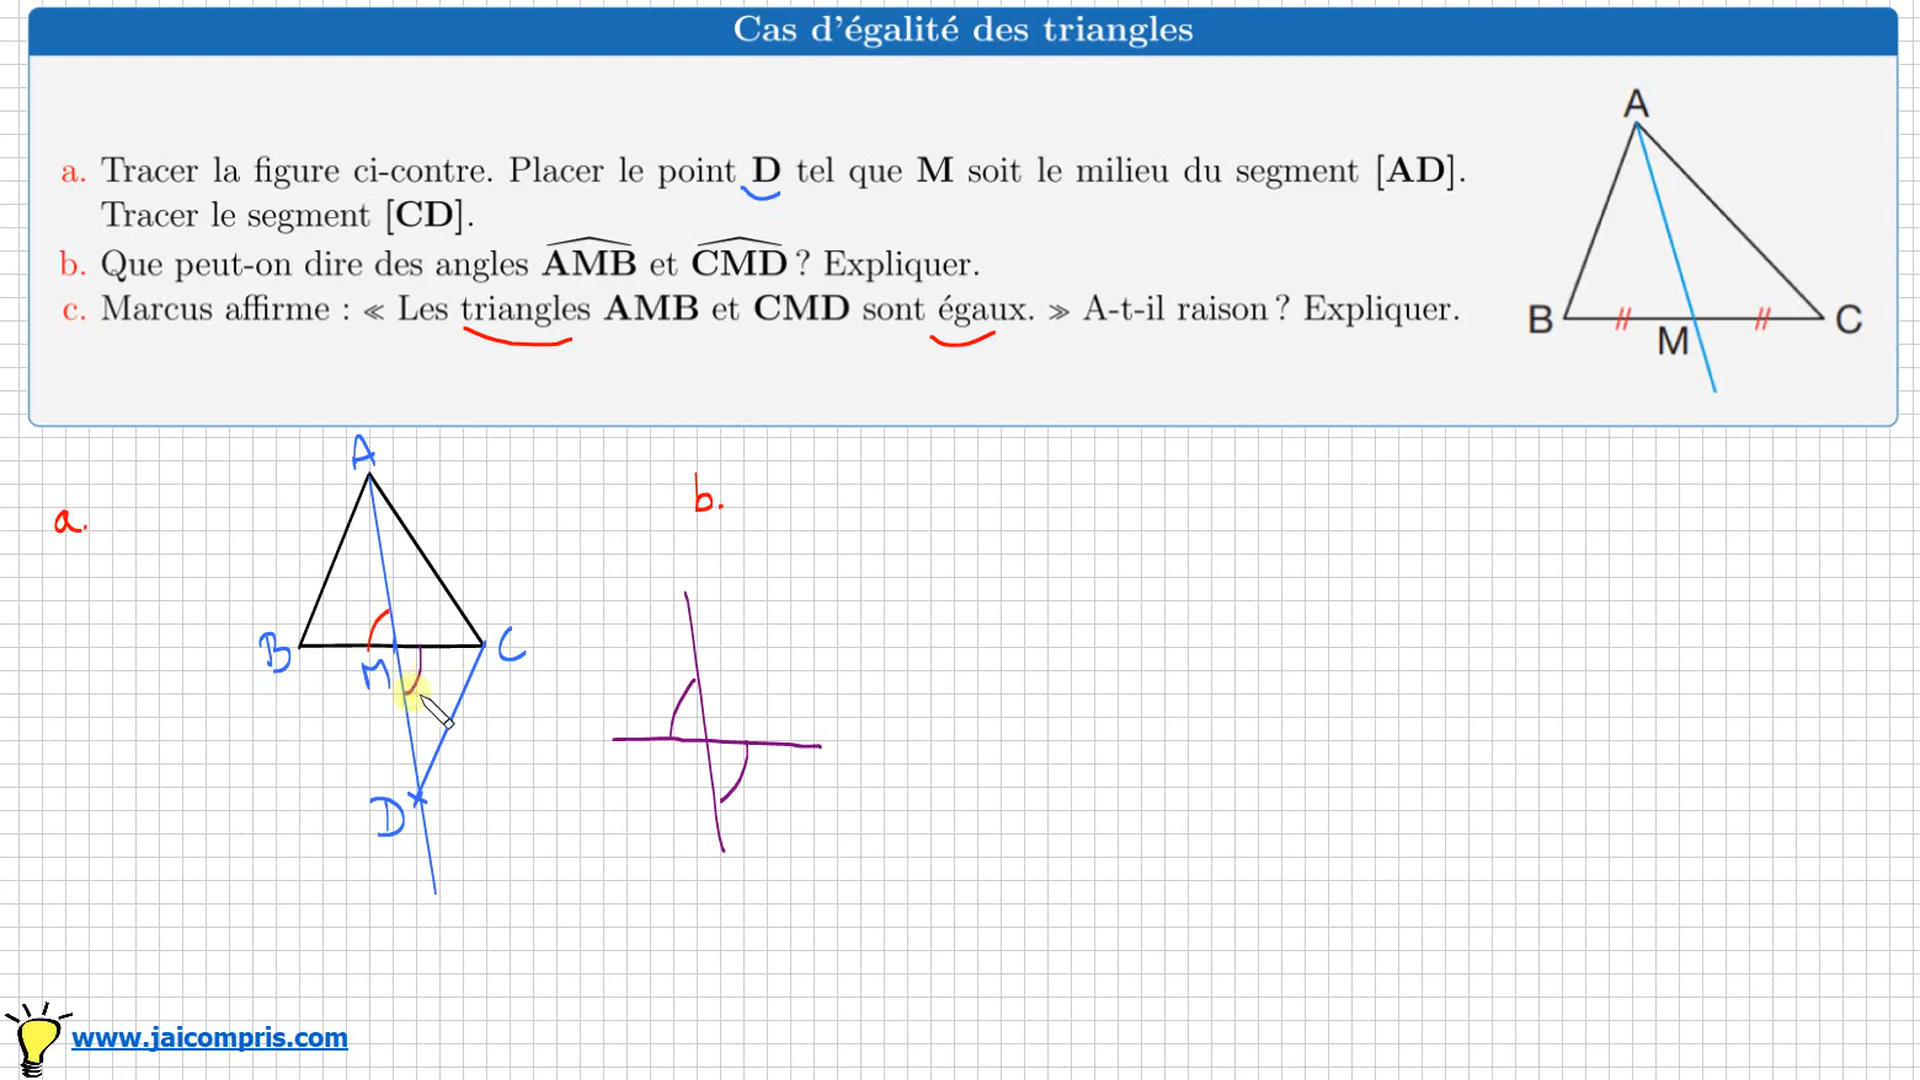 Cas d'égalité des triangles
a. Tracer la figure ci-contre. Placer le point D tel que M soit le milieu du segment [AD].
Tracer le segment [CD].
b. Que peut-on dire des angles AMB et CMD ? Expliquer.
c. Marcus affirme : « Les triangles AMB et CMD sont égaux. » A-t-il raison ? Expliquer.
A
B
M
C
a.
A
B
M
C
D
b.
www.jaicompris.com